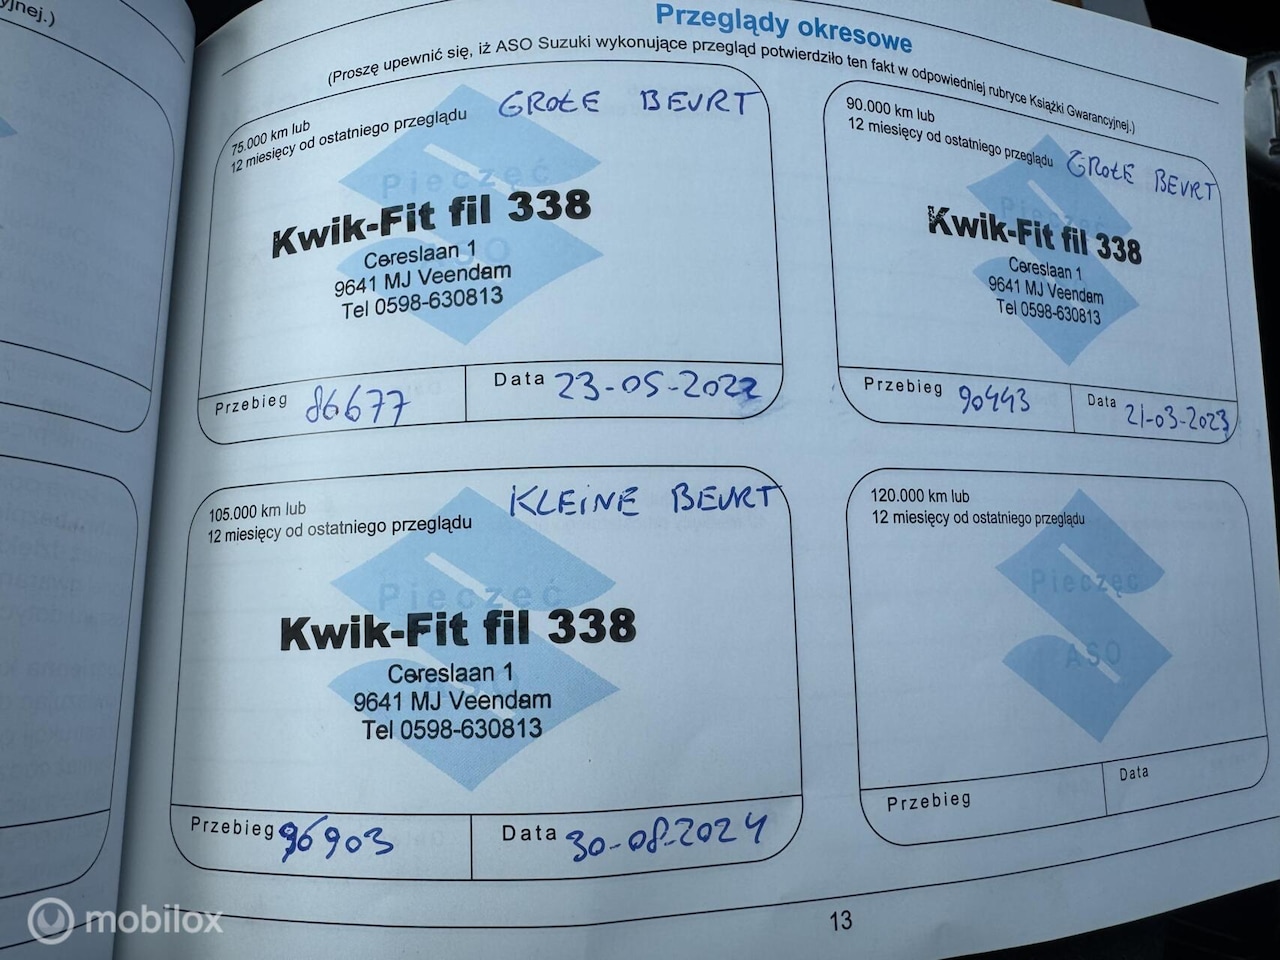 yjnej.)
Przeglądy okresowe
(Proszę upewnić się, iż ASO Suzuki wykonujące przegląd potwierdziło ten fakt w odpowiedniej rubryce Książki Gwarancyjnej.)
75.000 km lub
12 miesięcy od ostatniego przeglądu
GROtE BEURT
Pieczęć
ASO
Kwik-Fit fil 338
Cereslaan 1
9641 MJ Veendam
Tel 0598-630813
Przebieg 86677
Data 23-05-2022
90.000 km lub
12 miesięcy od ostatniego przeglądu
GROtE BEURT
Pieczęć
Kwik-Fit fil 338
Cereslaan 1
9641 MJ Veendam
Tel 0598-630813
Przebieg 90443
Data 21-03-2023
105.000 km lub
12 miesięcy od ostatniego przeglądu
KLEiNE BEURT
Pieczęć
ASO
Kwik-Fit fil 338
Cereslaan 1
9641 MJ Veendam
Tel 0598-630813
Przebieg 96903
Data 30-08-2024
120.000 km lub
12 miesięcy od ostatniego przeglądu
Pieczęć
ASO
Przebieg
Data
13
mobilox